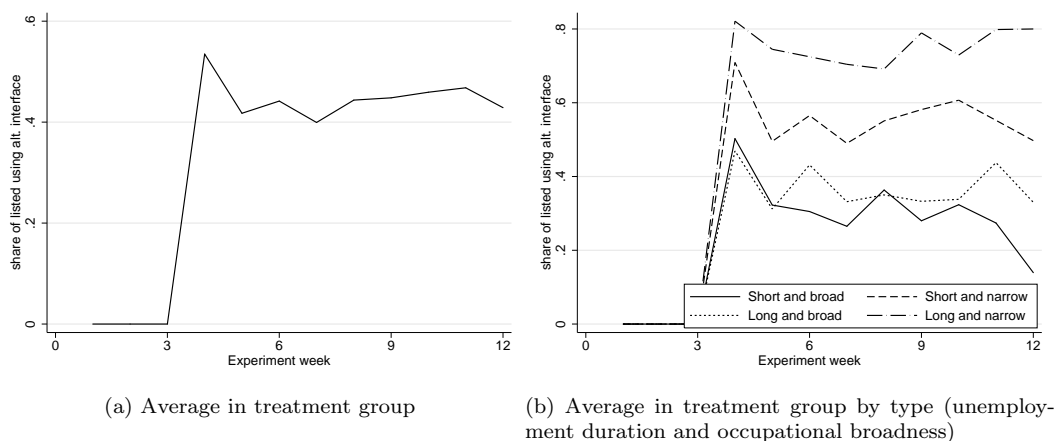 share of listed using alt. interface
.6
.4
.2
0
0
3
6
9
12
Experiment week
(a) Average in treatment group
share of listed using alt. interface
.8
.6
.4
.2
0
Short and broad
Short and narrow
Long and broad
Long and narrow
0
3
6
9
12
Experiment week
(b) Average in treatment group by type (unemploy-
ment duration and occupational broadness)